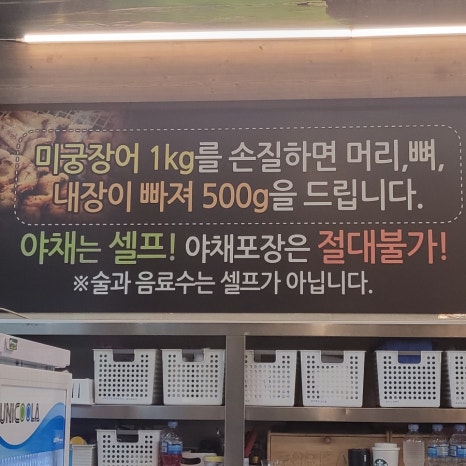 미궁장어 1kg를 손질하면 머리,뼈,
내장이 빠져 500g을 드립니다.
야채는 셀프! 야채포장은 절대불가!
※술과 음료수는 셀프가 아닙니다.
UNICOOLA